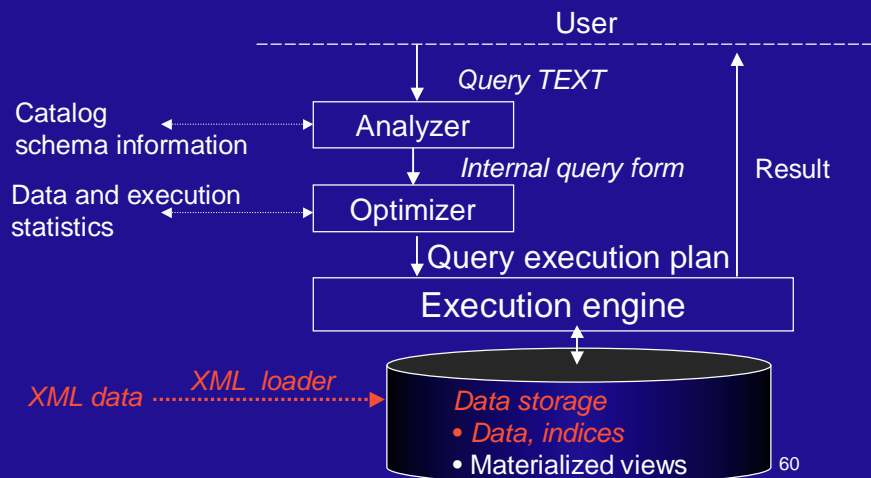 User
Query TEXT
Catalog
schema information
Analyzer
Internal query form
Result
Data and execution
statistics
Optimizer
Query execution plan
Execution engine
XML data
XML loader
Data storage
• Data, indices
• Materialized views
60